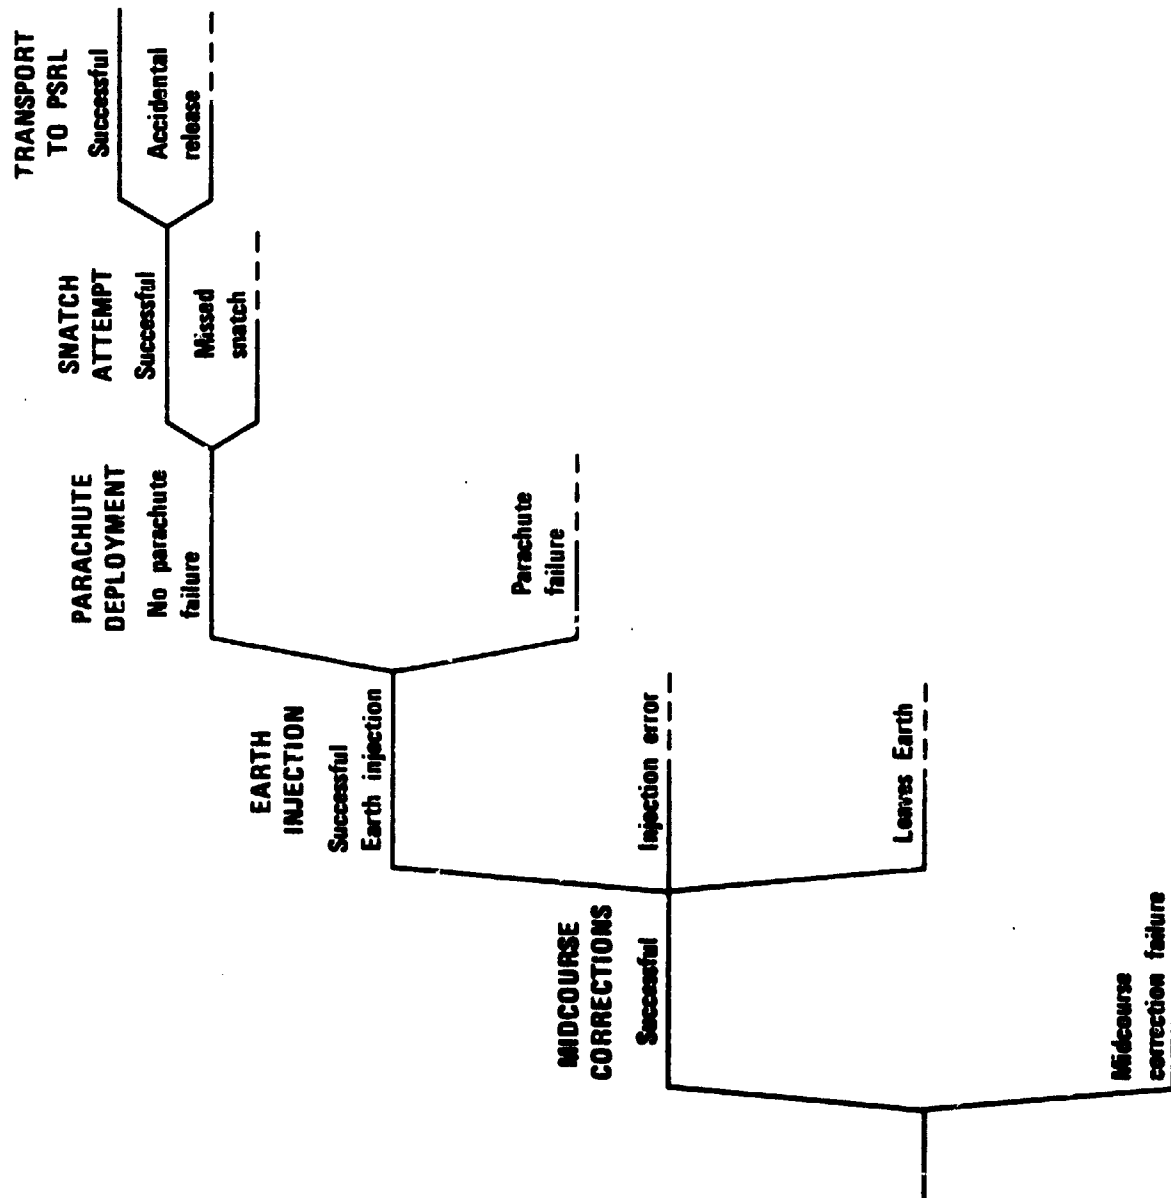 TRANSPORT
TO PSRL
Successful
Accidental
release
SNATCH
ATTEMPT
Successful
Missed
snatch
PARACHUTE
DEPLOYMENT
No parachute
failure
Parachute
failure
EARTH
INJECTION
Successful
Earth injection
Injection error
Leaves Earth
MIDCOURSE
CORRECTIONS
Successful
Midcourse
correction failure